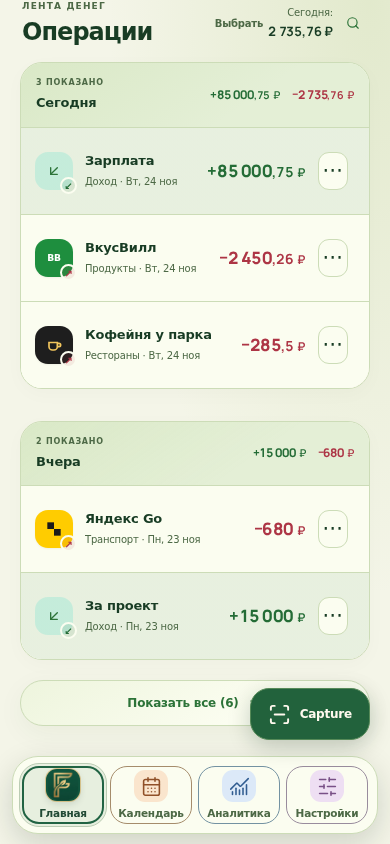 ЛЕНТА ДЕНЕГ
Операции
Выбрать
Сегодня:
2 735,76 ₽
3 ПОКАЗАНО
Сегодня
+85 000,75 ₽ −2 735,76 ₽
Зарплата
Доход · Вт, 24 ноя
+85 000,75 ₽
ВВ
ВкусВилл
Продукты · Вт, 24 ноя
−2 450,26 ₽
Кофейня у парка
Рестораны · Вт, 24 ноя
−285,5 ₽
2 ПОКАЗАНО
Вчера
+15 000 ₽ −680 ₽
Яндекс Go
Транспорт · Пн, 23 ноя
−680 ₽
За проект
Доход · Пн, 23 ноя
+15 000 ₽
Показать все (6)
Capture
Главная
Календарь
Аналитика
Настройки